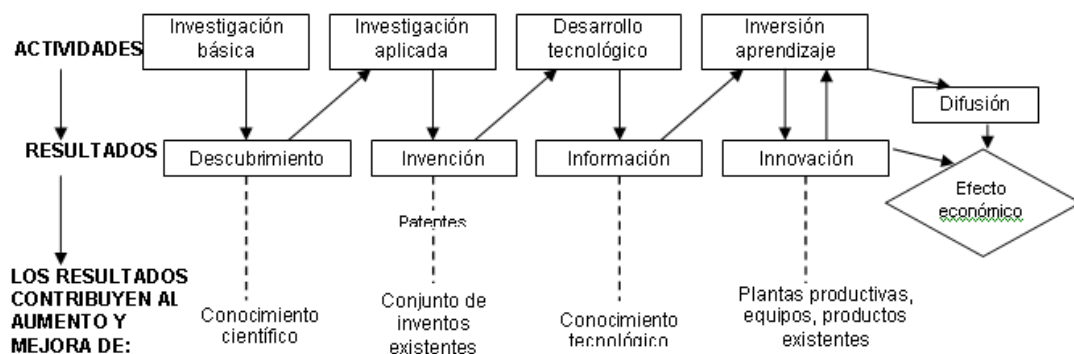 ACTIVIDADES
Investigación
básica
Investigación
aplicada
Desarrollo
tecnológico
Inversión
aprendizaje
Difusión
RESULTADOS
Descubrimiento
Invención
Información
Innovación
Efecto
económico
Patentes
LOS RESULTADOS
CONTRIBUYEN AL
AUMENTO Y
MEJORA DE:
Conocimiento
científico
Conjunto de
inventos
existentes
Conocimiento
tecnológico
Plantas productivas,
equipos, productos
existentes